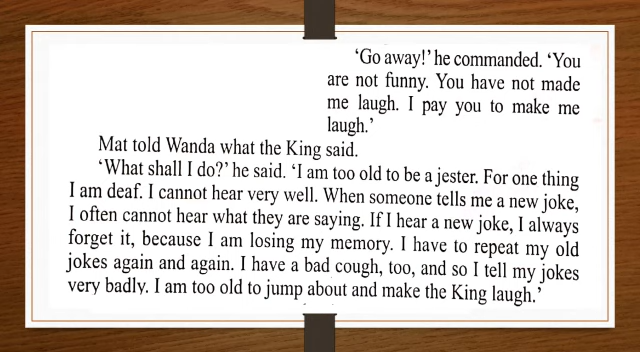 ‘Go away!’ he commanded. ‘You
are not funny. You have not made
me laugh. I pay you to make me
laugh.’
Mat told Wanda what the King said.
‘What shall I do?’ he said. ‘I am too old to be a jester. For one thing
I am deaf. I cannot hear very well. When someone tells me a new joke,
I often cannot hear what they are saying. If I hear a new joke, I always
forget it, because I am losing my memory. I have to repeat my old
jokes again and again. I have a bad cough, too, and so I tell my jokes
very badly. I am too old to jump about and make the King laugh.’